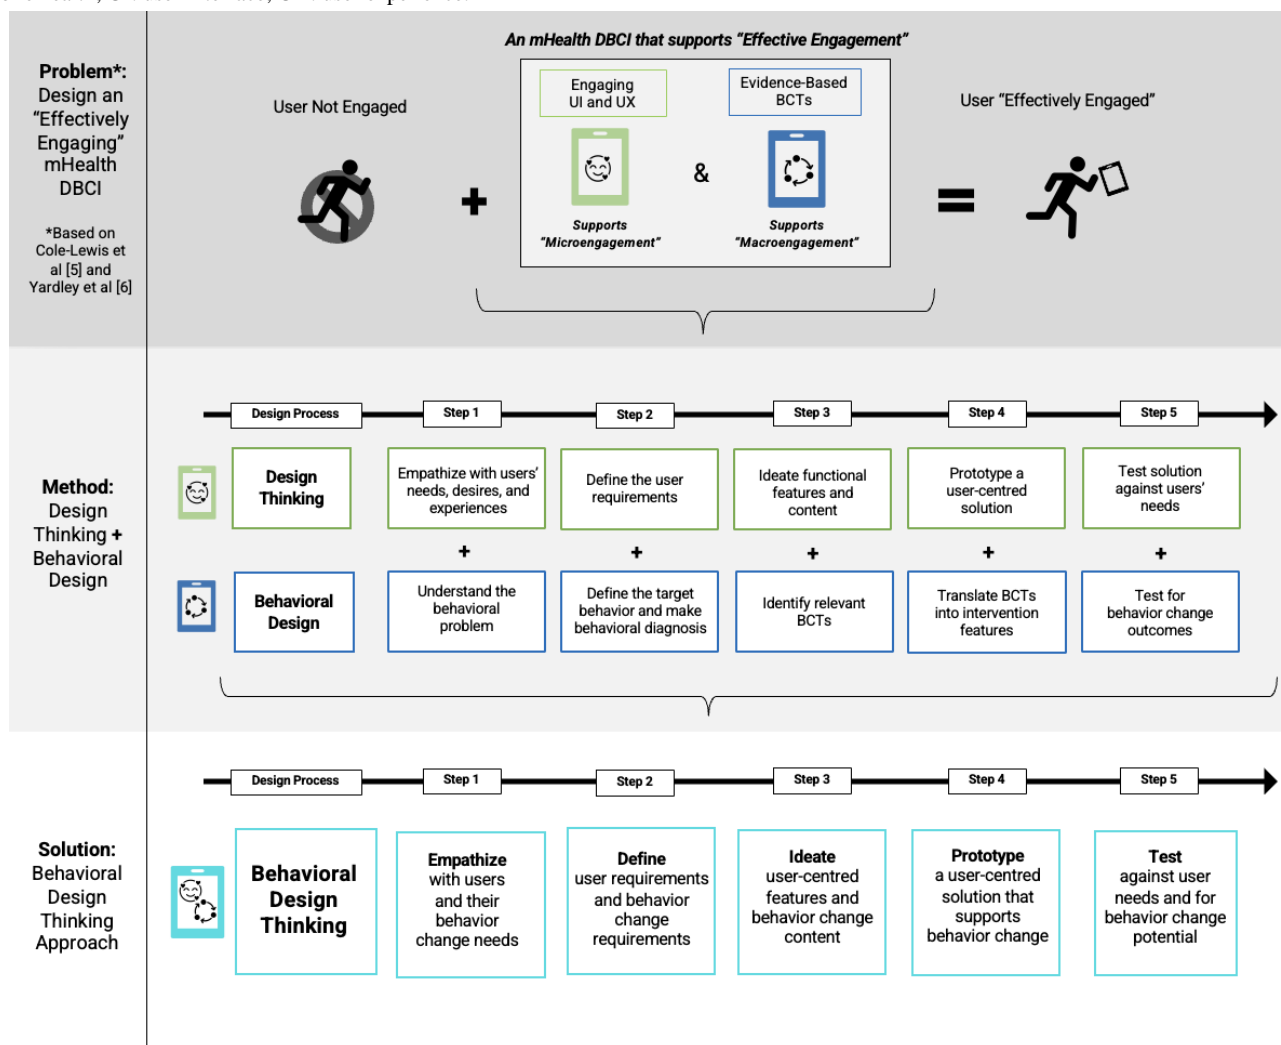 Problem*:
Design an
“Effectively
Engaging”
mHealth
DBCI
*Based on
Cole-Lewis et
al [5] and
Yardley et al [6]
An mHealth DBCI that supports “Effective Engagement”
User Not Engaged
+
Engaging
UI and UX
Supports
“Microengagement”
&
Evidence-Based
BCTs
Supports
“Macroengagement”
=
User “Effectively Engaged”
Method:
Design
Thinking +
Behavioral
Design
Design Process
Step 1
Step 2
Step 3
Step 4
Step 5
Design
Thinking
Empathize with users’
needs, desires, and
experiences
Define the user
requirements
Ideate functional
features and
content
Prototype a
user-centred
solution
Test solution
against users’
needs
+
+
+
+
+
Behavioral
Design
Understand the
behavioral
problem
Define the target
behavior and make
behavioral diagnosis
Identify relevant
BCTs
Translate BCTs
into intervention
features
Test for
behavior change
outcomes
Solution:
Behavioral
Design
Thinking
Approach
Design Process
Step 1
Step 2
Step 3
Step 4
Step 5
Behavioral
Design
Thinking
Empathize
with users
and their
behavior
change needs
Define
user requirements
and behavior
change
requirements
Ideate
user-centred
features and
behavior change
content
Prototype
a user-centred
solution that
supports
behavior change
Test
against user
needs and for
behavior change
potential